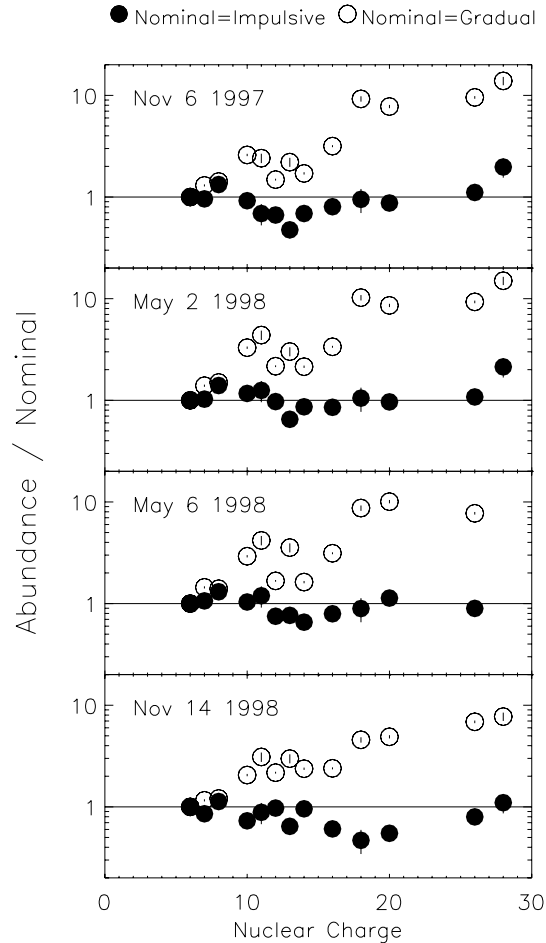 Nominal=Impulsive Nominal=Gradual
Abundance / Nominal
Nov 6 1997
10
1
May 2 1998
10
1
May 6 1998
10
1
Nov 14 1998
10
1
0 10 20 30
Nuclear Charge